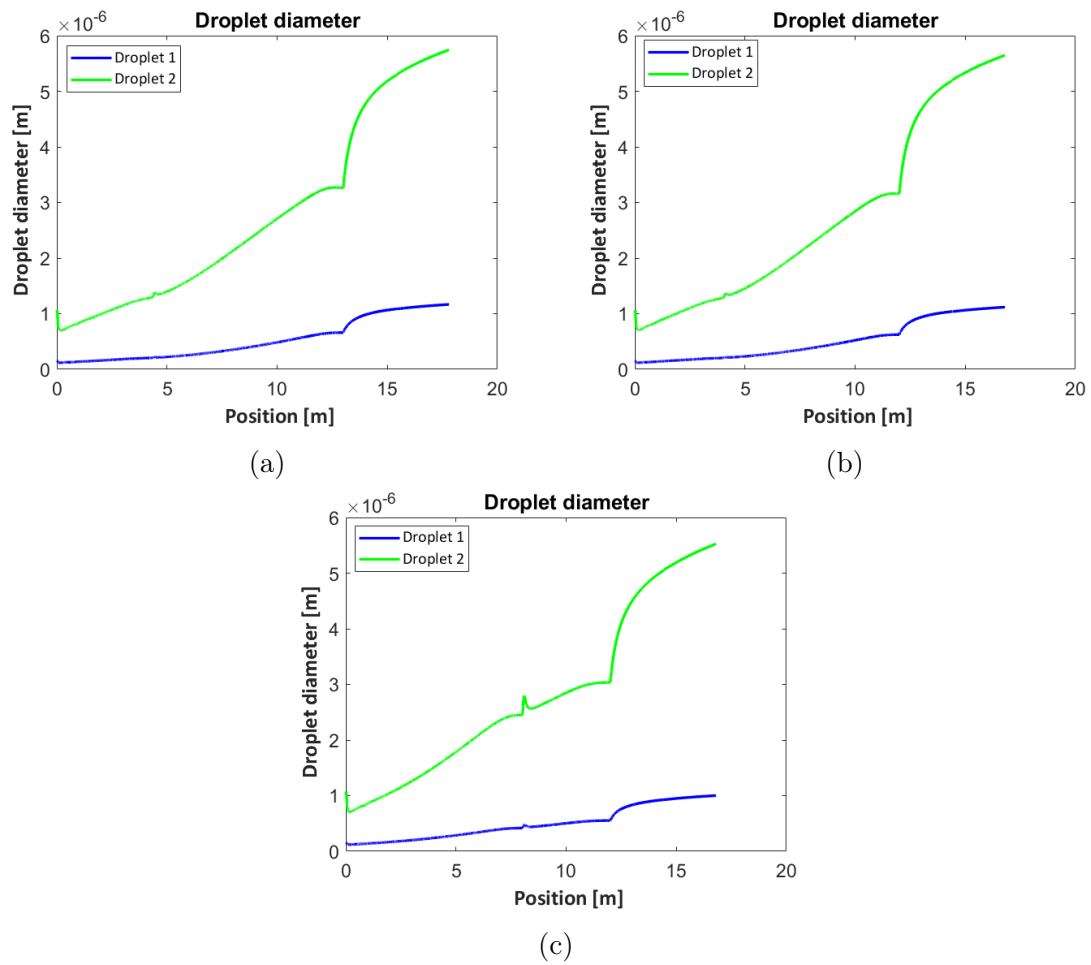 Droplet diameter
×10-6
Droplet 1
Droplet 2
6
5
4
3
2
1
0
Droplet diameter [m]
0 5 10 15 20
Position [m]
(a)
Droplet diameter
×10-6
Droplet 1
Droplet 2
6
5
4
3
2
1
0
Droplet diameter [m]
0 5 10 15 20
Position [m]
(b)
Droplet diameter
×10-6
Droplet 1
Droplet 2
6
5
4
3
2
1
0
Droplet diameter [m]
0 5 10 15 20
Position [m]
(c)